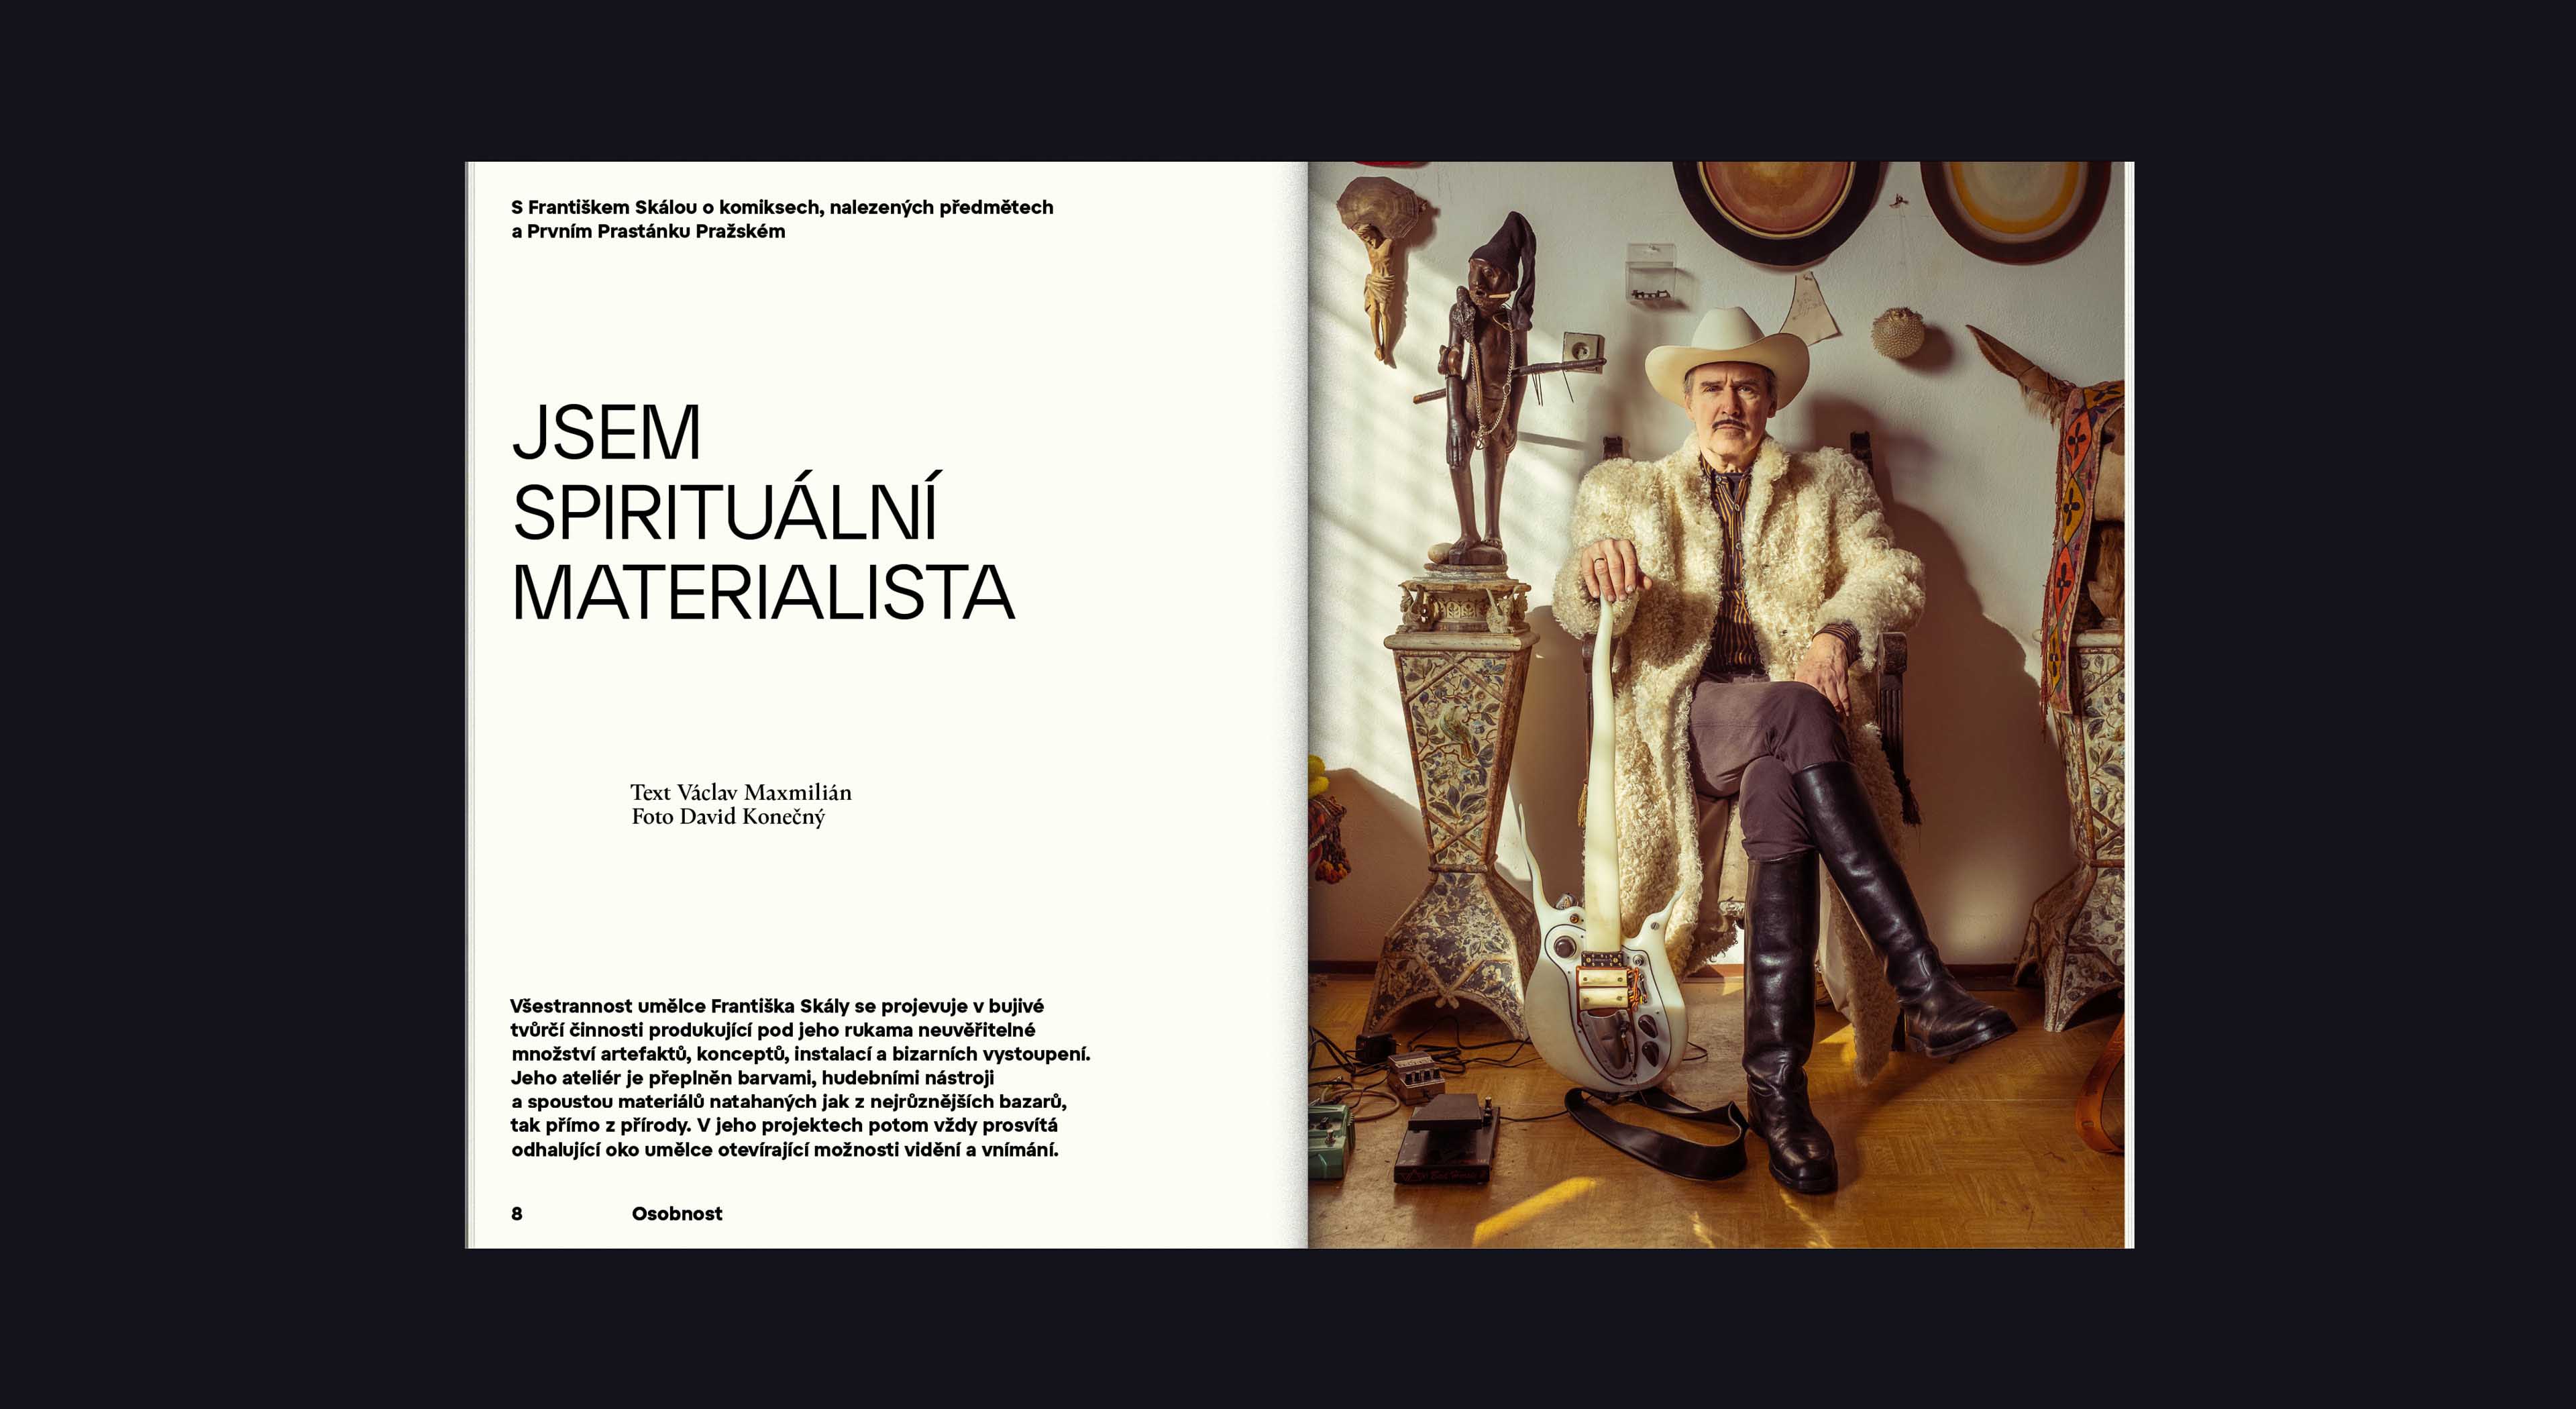 S Františkem Skálou o komiksech, nalezených předmětech
a Prvním Prastánku Pražském
JSEM
SPIRITUÁLNÍ
MATERIALISTA
Text Václav Maxmilián
Foto David Konečný
Všestrannost umělce Františka Skály se projevuje v bujivé
tvůrčí činnosti produkující pod jeho rukama neuvěřitelné
množství artefaktů, konceptů, instalací a bizarních vystoupení.
Jeho ateliér je přeplněn barvami, hudebními nástroji
a spoustou materiálů natahaných jak z nejrůznějších bazarů,
tak přímo z přírody. V jeho projektech potom vždy prosvítá
odhalující oko umělce otevírající možnosti vidění a vnímání.
8 Osobnost